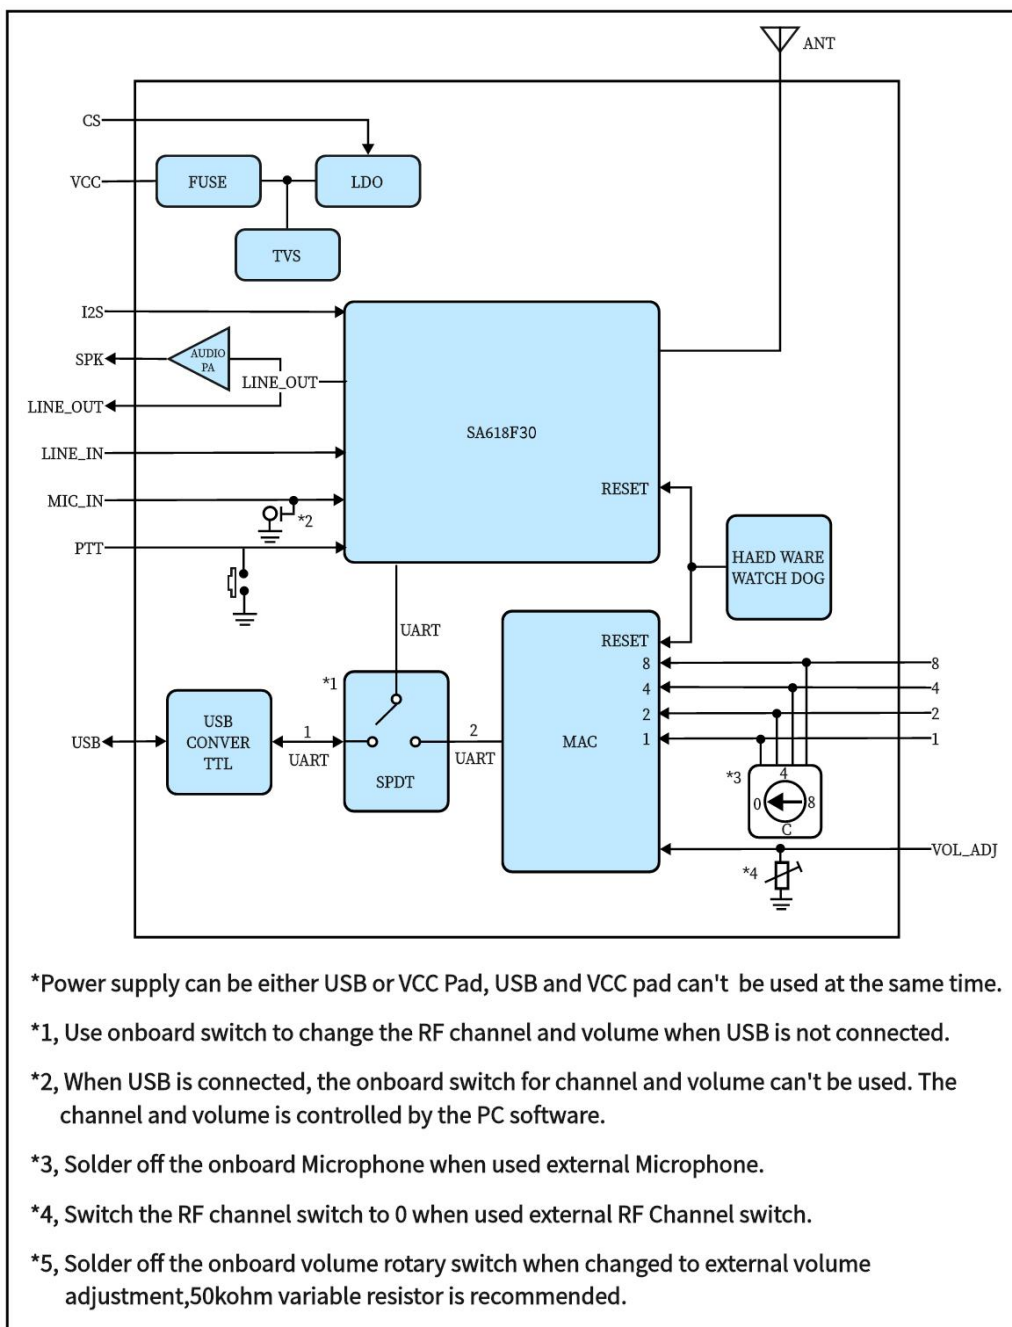 ANT
CS
VCC
FUSE
LDO
TVS
I2S
SPK
AUDIO
PA
LINE_OUT
LINE_OUT
SA618F30
LINE_IN
MIC_IN
*2
RESET
PTT
HAED WARE
WATCH DOG
UART
RESET
*1
8
8
4
4
2
2
1
1
USB
USB
CONVER
TTL
1
UART
SPDT
2
UART
MAC
*3
4
0
8
C
VOL_ADJ
*4
*Power supply can be either USB or VCC Pad, USB and VCC pad can't be used at the same time.
*1, Use onboard switch to change the RF channel and volume when USB is not connected.
*2, When USB is connected, the onboard switch for channel and volume can't be used. The
channel and volume is controlled by the PC software.
*3, Solder off the onboard Microphone when used external Microphone.
*4, Switch the RF channel switch to 0 when used external RF Channel switch.
*5, Solder off the onboard volume rotary switch when changed to external volume
adjustment,50kohm variable resistor is recommended.